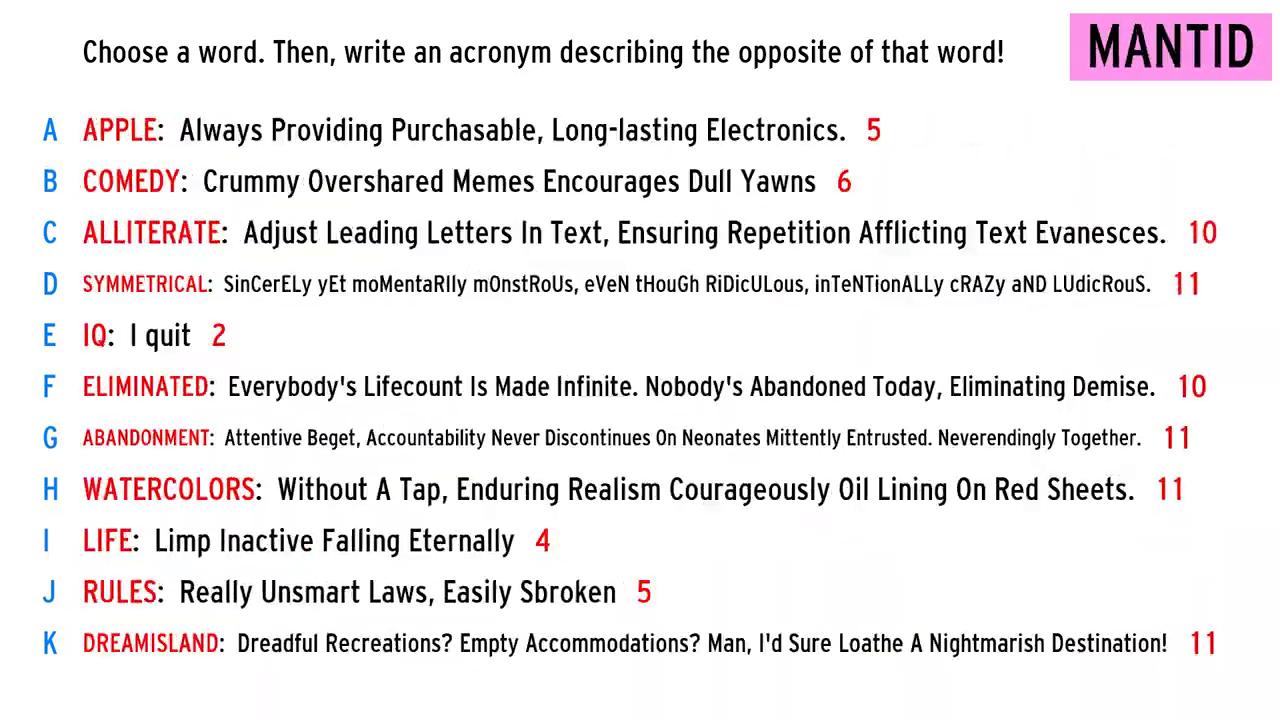 Choose a word. Then, write an acronym describing the opposite of that word!
MANTID
A APPLE: Always Providing Purchasable, Long-lasting Electronics. 5
B COMEDY: Crummy Overshared Memes Encourages Dull Yawns 6
C ALLITERATE: Adjust Leading Letters In Text, Ensuring Repetition Afflicting Text Evanesces. 10
D SYMMETRICAL: SinCerELy yEt moMentaRIly mOnstRoUs, eVeN tHouGh RiDicULous, inTeNTionALLy cRAZy aND LUdicRouS. 11
E IQ: I quit 2
F ELIMINATED: Everybody's Lifecount Is Made Infinite. Nobody's Abandoned Today, Eliminating Demise. 10
G ABANDONMENT: Attentive Beget, Accountability Never Discontinues On Neonates Mittently Entrusted. Neverendingly Together. 11
H WATERCOLORS: Without A Tap, Enduring Realism Courageously Oil Lining On Red Sheets. 11
I LIFE: Limp Inactive Falling Eternally 4
J RULES: Really Unsmart Laws, Easily Sbroken 5
K DREAMISLAND: Dreadful Recreations? Empty Accommodations? Man, I'd Sure Loathe A Nightmarish Destination! 11